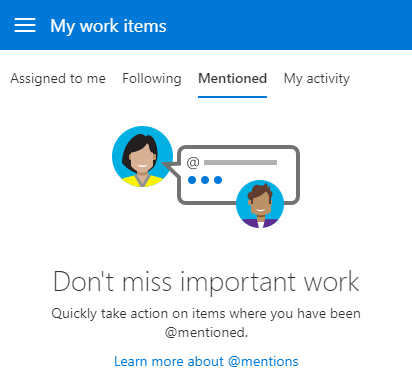 My work items
Assigned to me Following Mentioned My activity
@
Don't miss important work
Quickly take action on items where you have been
@mentioned.
Learn more about @mentions